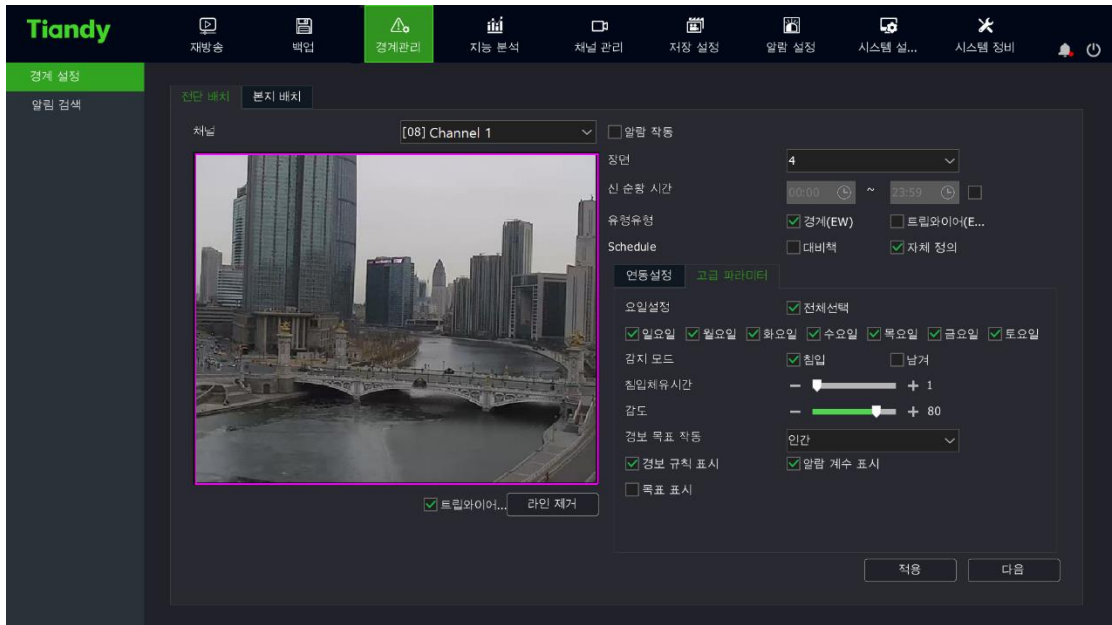 Tiandy
재방송 백업 경계관리 지능 분석 채널 관리 저장 설정 알람 설정 시스템 설... 시스템 정비
경계 설정
알림 검색
전단 배치 본지 배치
채널 [08] Channel 1 알람 작동
장면 4
신 순황 시간 00:00 ~ 23:59
유형유형 경계(EW) 트립와이어(E...
Schedule 대비책 자체 정의
연동설정 고급 파라미터
요일설정 전체선택
일요일 월요일 화요일 수요일 목요일 금요일 토요일
감지 모드 침입 남겨
침입체유시간 1
감도 80
경보 목표 작동 인간
경보 규칙 표시 알람 계수 표시
목표 표시
트립와이어... 라인 제거
적용 다음